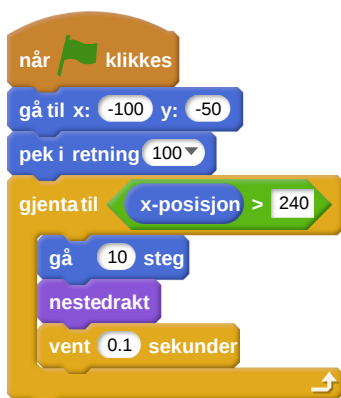 når klikkes
gå til x: -100 y: -50
pek i retning 100
gjenta til x-posisjon > 240
gå 10 steg
nestedrakt
vent 0.1 sekunder